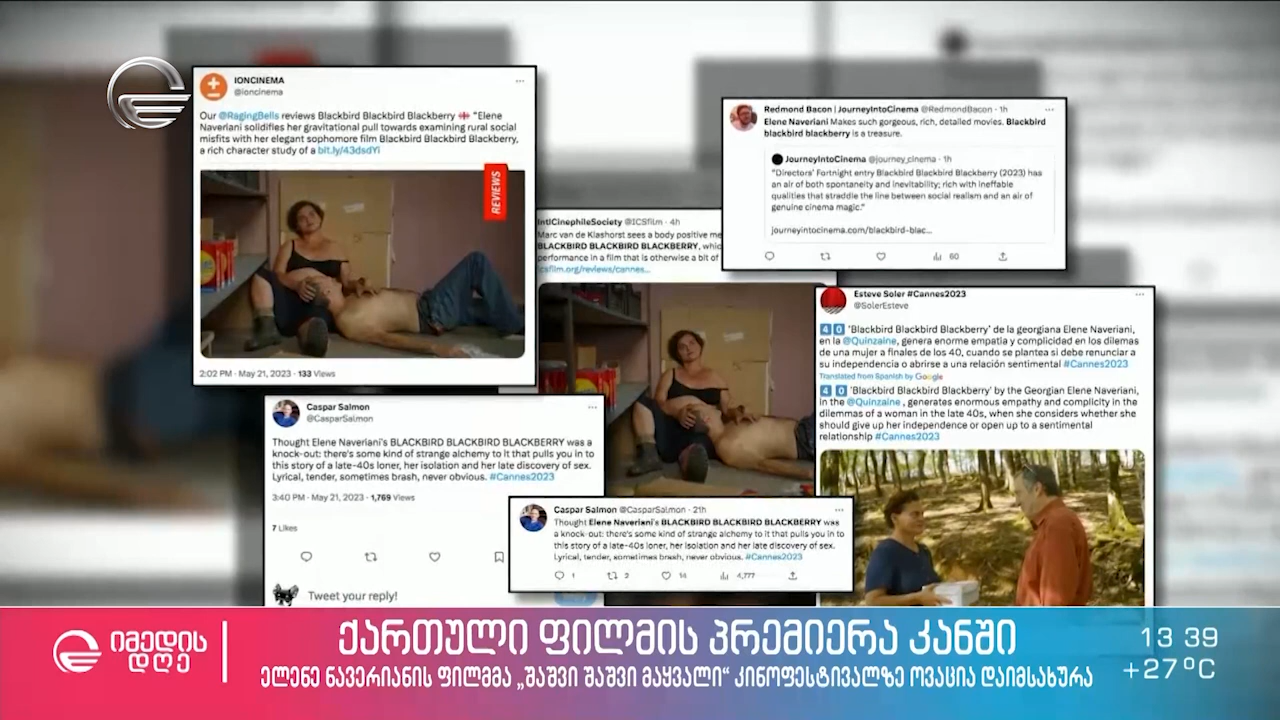 IONCINEMA
@ioncinema
Our @RagingBells reviews Blackbird Blackbird Blackberry "Elene
Naveriani solidifies her gravitational pull towards examining rural social
misfits with her elegant sophomore film Blackbird Blackbird Blackberry,
a rich character study of a bit.ly/43dsdYi
REVIEWS
2:02 PM · May 21, 2023 · 133 Views
Redmond Bacon | JourneyIntoCinema @RedmondBacon · 1h
Elene Naveriani Makes such gorgeous, rich, detailed movies. Blackbird
blackbird blackberry is a treasure.
JourneyIntoCinema @journey_cinema · 1h
"Directors' Fortnight entry Blackbird Blackbird Blackberry (2023) has
an air of both spontaneity and inevitability; rich with ineffable
qualities that straddle the line between social realism and an air of
genuine cinema magic."
journeyintocinema.com/blackbird-blac...
60
IntlCinephileSociety @ICSfilm · 4h
Marc van de Klashorst sees a body positive me
BLACKBIRD BLACKBIRD BLACKBERRY, whic
performance in a film that is otherwise a bit of
icsfilm.org/reviews/cannes...
Esteve Soler #Cannes2023
@SolerEsteve
4 0 'Blackbird Blackbird Blackberry' de la georgiana Elene Naveriani,
en la @Quinzaine, genera enorme empatia y complicidad en los dilemas
de una mujer a finales de los 40, cuando se plantea si debe renunciar a
su independencia o abrirse a una relación sentimental #Cannes2023
Translated from Spanish by Google
4 0 'Blackbird Blackbird Blackberry' by the Georgian Elene Naveriani,
in the @Quinzaine , generates enormous empathy and complicity in the
dilemmas of a woman in the late 40s, when she considers whether she
should give up her independence or open up to a sentimental
relationship #Cannes2023
Caspar Salmon
@CasparSalmon
Thought Elene Naveriani's BLACKBIRD BLACKBIRD BLACKBERRY was a
knock-out: there's some kind of strange alchemy to it that pulls you in to
this story of a late-40s loner, her isolation and her late discovery of sex.
Lyrical, tender, sometimes brash, never obvious. #Cannes2023
3:40 PM · May 21, 2023 · 1,769 Views
7 Likes
Tweet your reply!
Caspar Salmon @CasparSalmon · 21h
Thought Elene Naveriani's BLACKBIRD BLACKBIRD BLACKBERRY was
a knock-out: there's some kind of strange alchemy to it that pulls you in to
this story of a late-40s loner, her isolation and her late discovery of sex.
Lyrical, tender, sometimes brash, never obvious. #Cannes2023
1 2 14 4,777
იმედის
დღე
ქართული ფილმის პრემიერა კანში
ელენე ნავერიანის ფილმმა „შაშვი შაშვი მაყვალი“ კინოფესტივალზე ოვაცია დაიმსახურა
13 39
+27°C